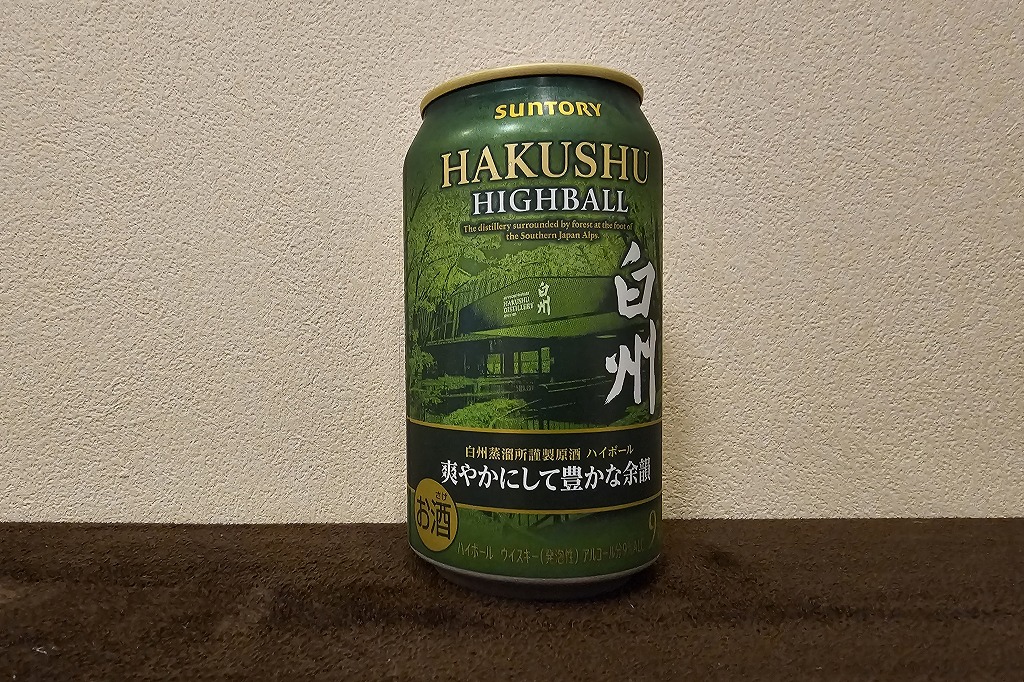 SUNTORY
HAKUSHU
HIGHBALL
The distillery surrounded by forest at the foot of
the Southern Japan Alps.
白州
HAKUSHU
DISTILLERY
白州
白州蒸溜所謹製原酒 ハイボール
爽やかにして豊かな余韻
さけ
お酒
9
ハイボール ウイスキー(発泡性) アルコール分9